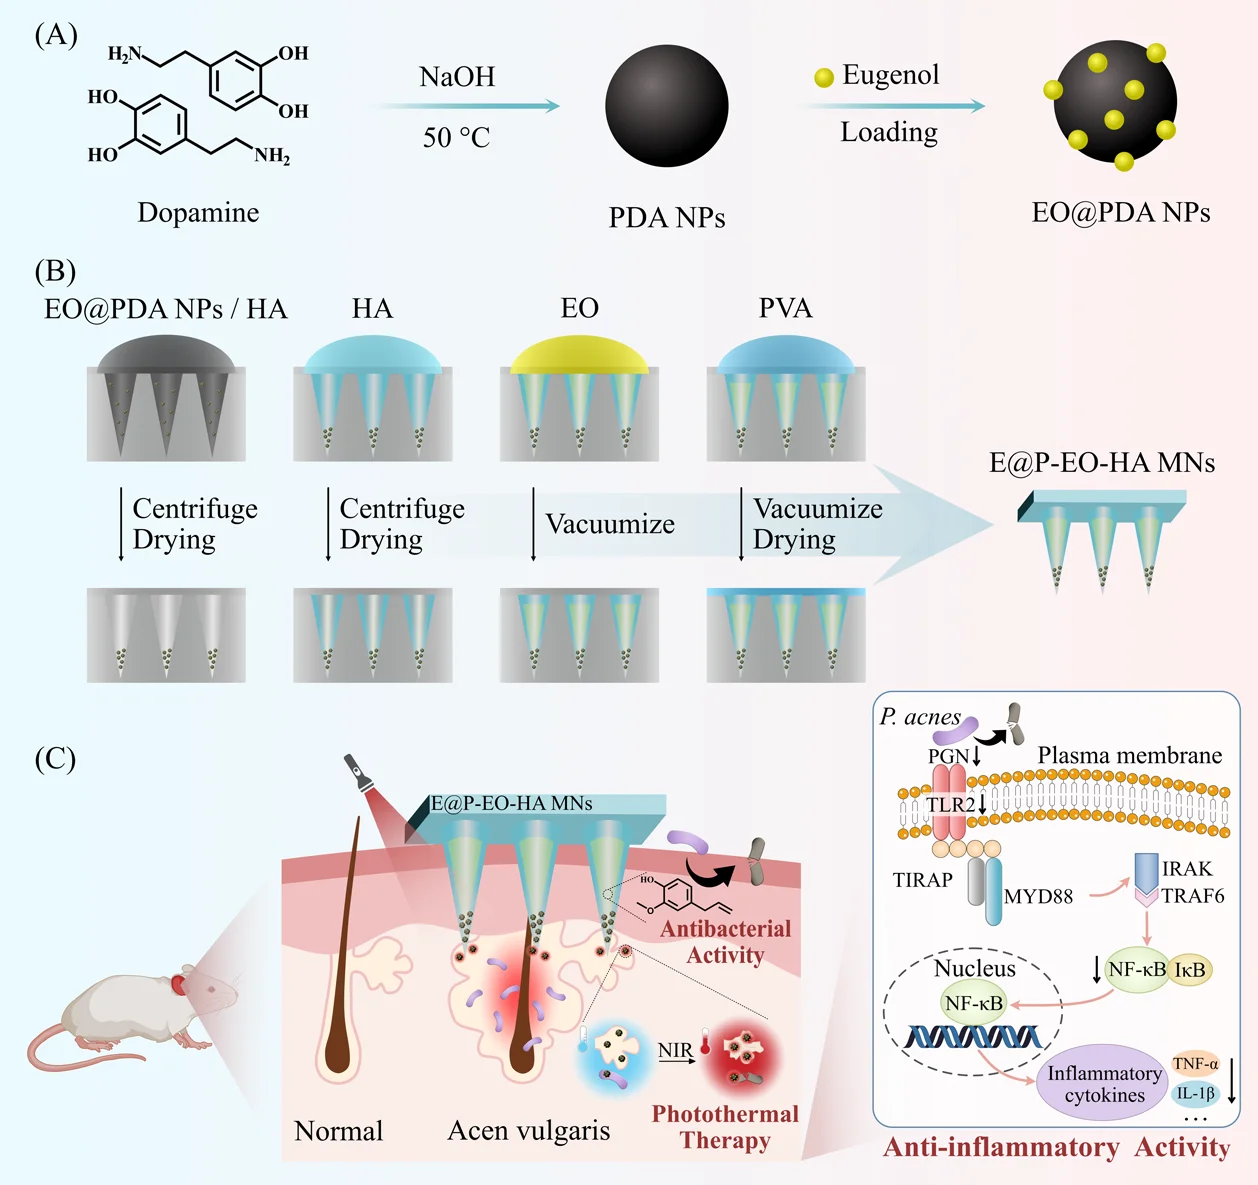 (A)
H₂N
OH
OH
HO
HO
NH₂
Dopamine
NaOH
50 °C
PDA NPs
Eugenol
Loading
EO@PDA NPs
(B)
EO@PDA NPs / HA
HA
EO
PVA
Centrifuge
Drying
Centrifuge
Drying
Vacuumize
Vacuumize
Drying
E@P-EO-HA MNs
(C)
E@P-EO-HA MNs
HO
O
Antibacterial
Activity
NIR
Photothermal
Therapy
Normal
Acen vulgaris
P. acnes
PGN
Plasma membrane
TLR2
TIRAP
MYD88
IRAK
TRAF6
Nucleus
NF-κB
IκB
NF-κB
Inflammatory
cytokines
TNF-α
IL-1β
...
Anti-inflammatory Activity